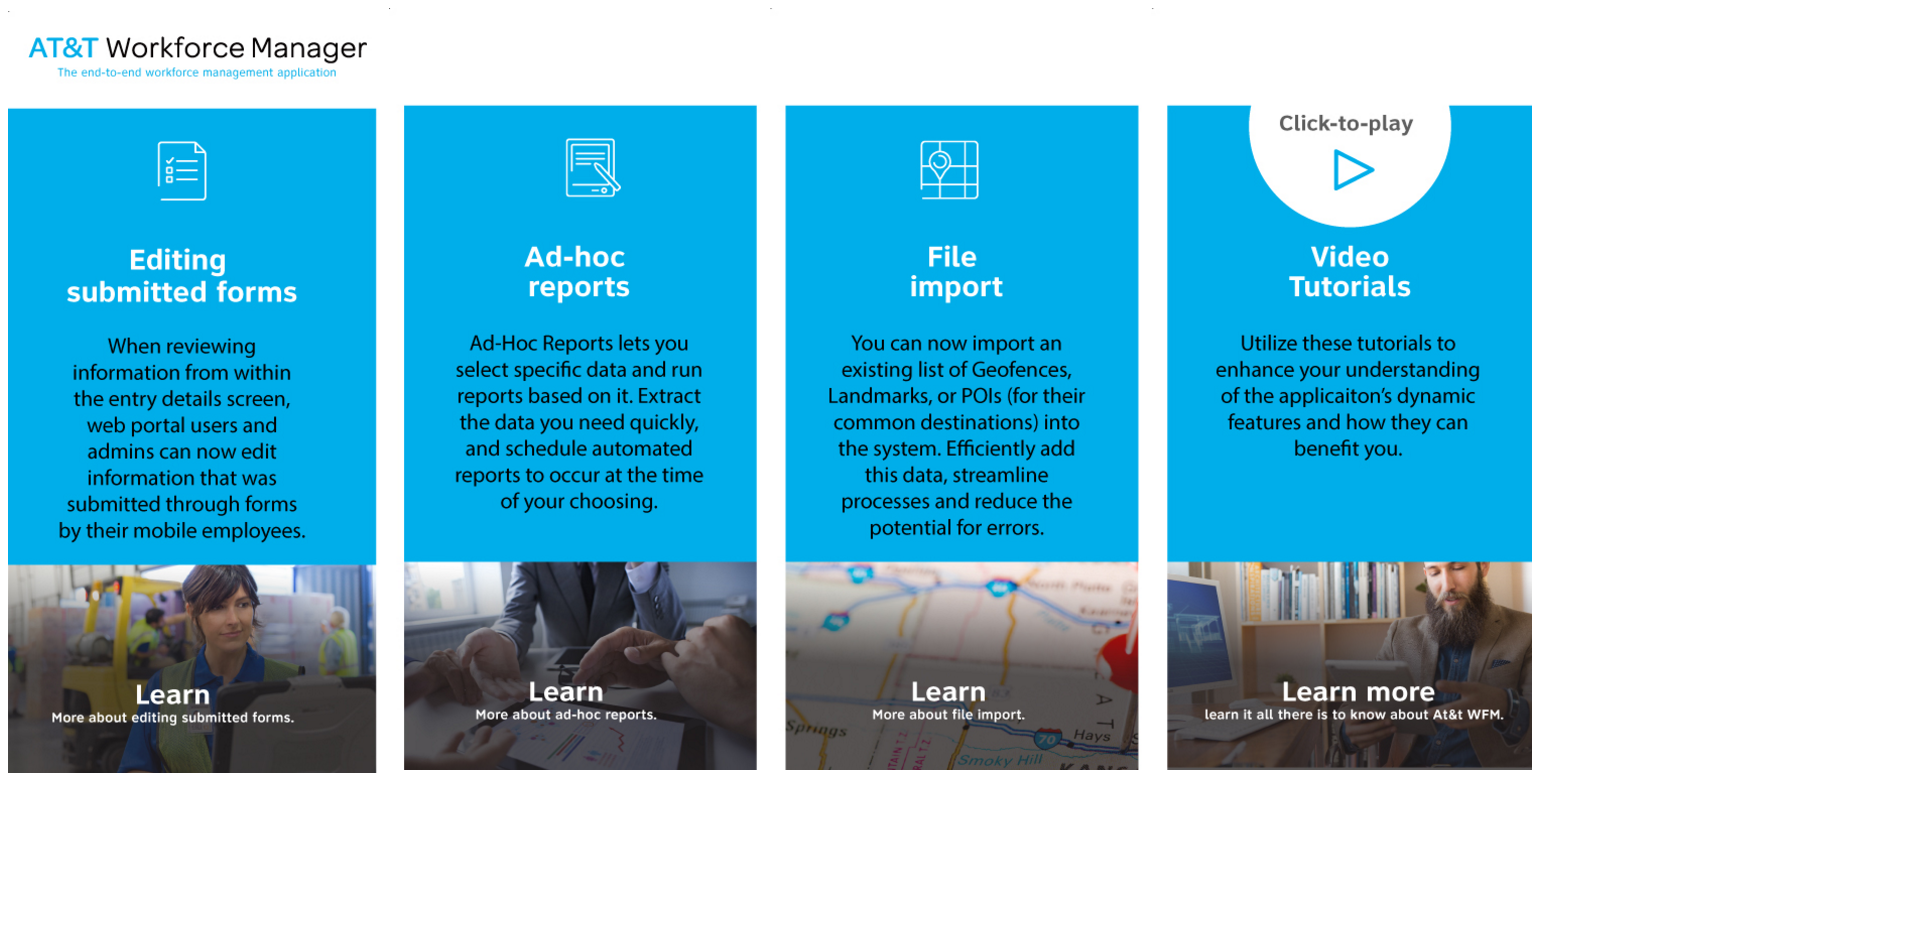 AT&T Workforce Manager
The end-to-end workforce management application
Editing
submitted forms
When reviewing
information from within
the entry details screen,
web portal users and
admins can now edit
information that was
submitted through forms
by their mobile employees.
Learn
More about editing submitted forms.
Ad-hoc
reports
Ad-Hoc Reports lets you
select specific data and run
reports based on it. Extract
the data you need quickly,
and schedule automated
reports to occur at the time
of your choosing.
Learn
More about ad-hoc reports.
File
import
You can now import an
existing list of Geofences,
Landmarks, or POIs (for their
common destinations) into
the system. Efficiently add
this data, streamline
processes and reduce the
potential for errors.
North Platte
Learn
More about file import.
Springs
70
Hays
Smoky Hill
KANS
Click-to-play
Video
Tutorials
Utilize these tutorials to
enhance your understanding
of the applicaiton's dynamic
features and how they can
benefit you.
Learn more
learn it all there is to know about At&t WFM.